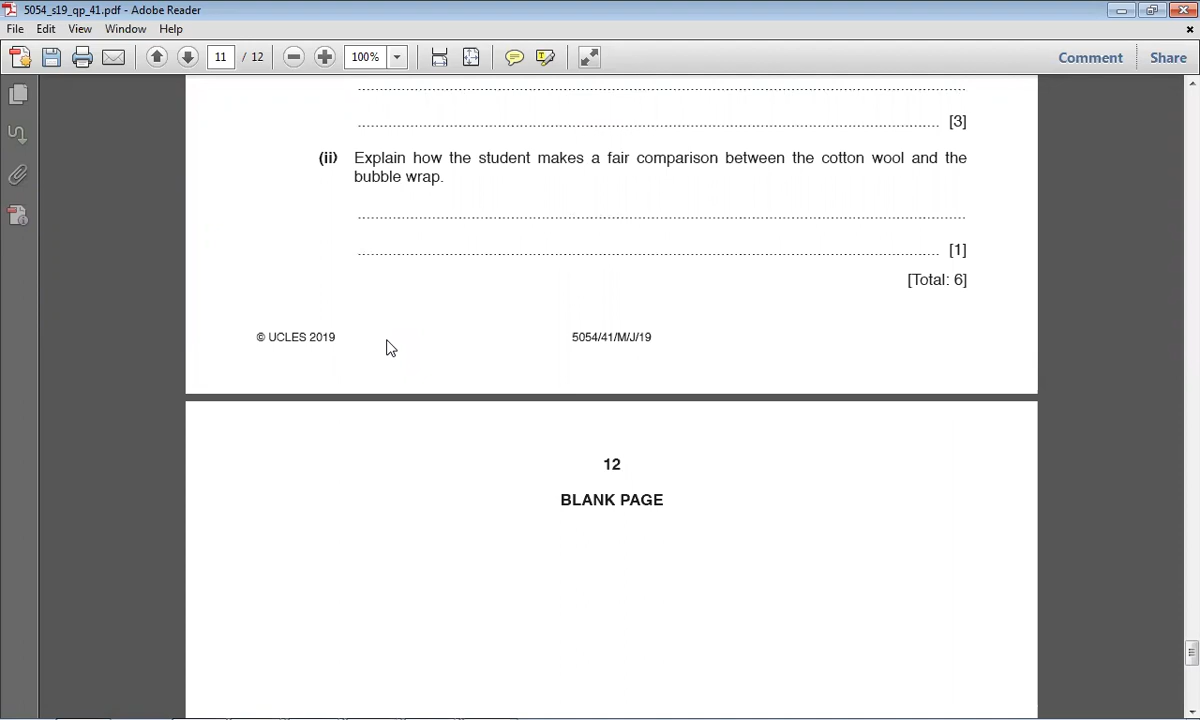 5054_s19_qp_41.pdf - Adobe Reader
File Edit View Window Help
11 / 12 100% Comment Share
[3]
(ii) Explain how the student makes a fair comparison between the cotton wool and the
bubble wrap.
[1]
[Total: 6]
© UCLES 2019 5054/41/M/J/19
12
BLANK PAGE